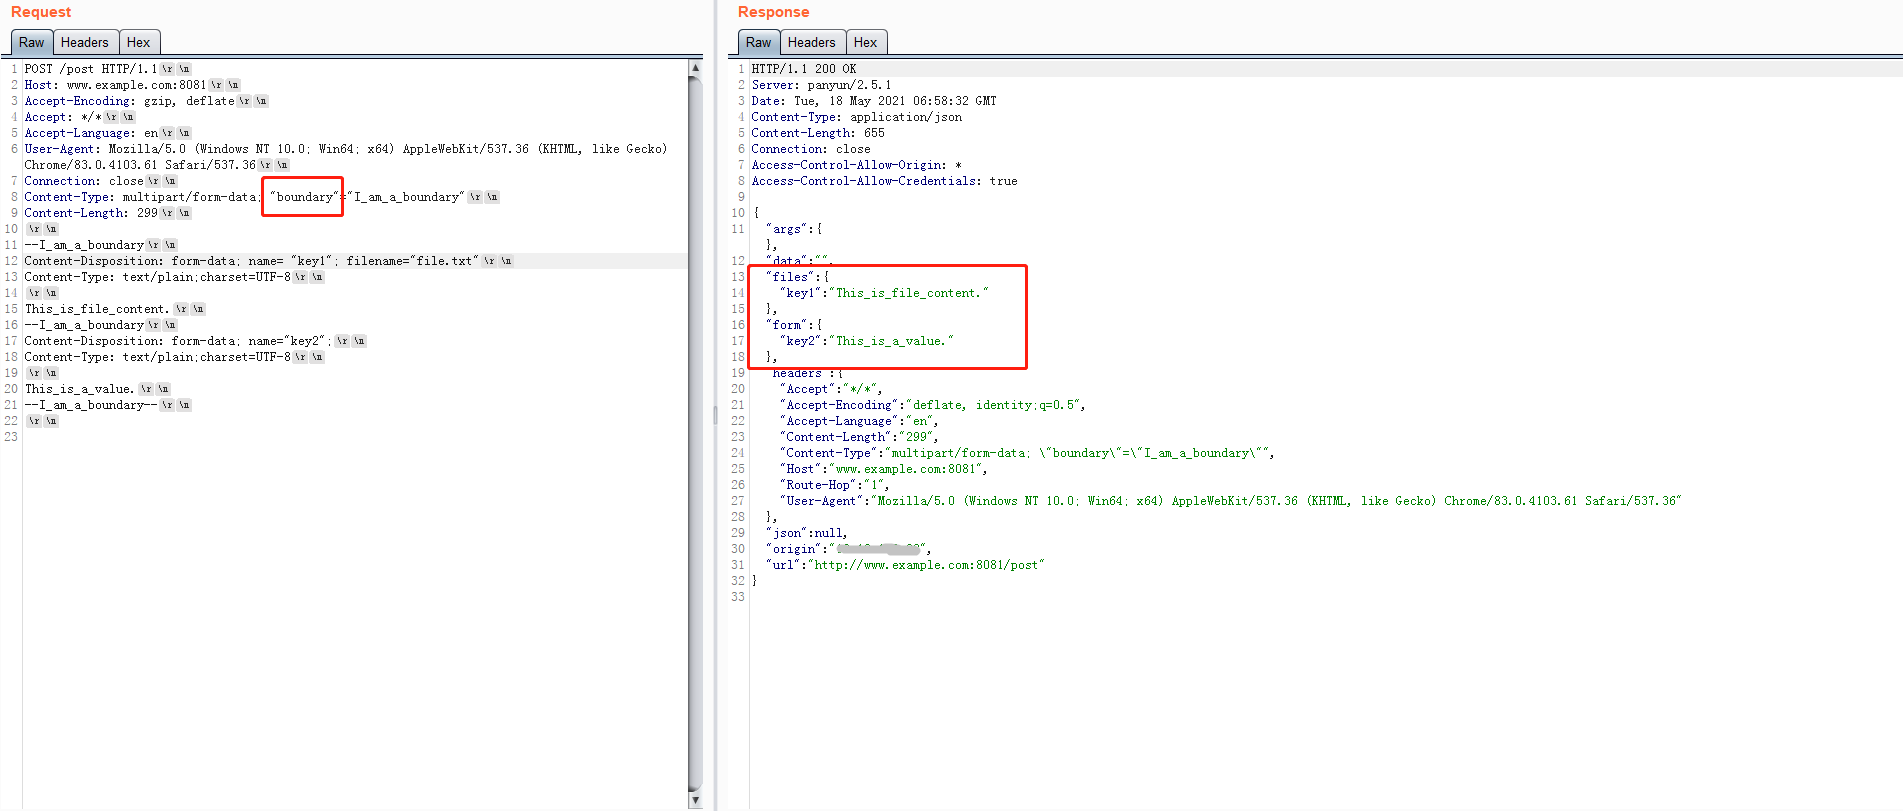 Request
Raw Headers Hex
1 POST /post HTTP/1.1 \r \n
2 Host: www.example.com:8081 \r \n
3 Accept-Encoding: gzip, deflate \r \n
4 Accept: */* \r \n
5 Accept-Language: en \r \n
6 User-Agent: Mozilla/5.0 (Windows NT 10.0; Win64; x64) AppleWebKit/537.36 (KHTML, like Gecko)
Chrome/83.0.4103.61 Safari/537.36 \r \n
7 Connection: close \r \n
8 Content-Type: multipart/form-data; "boundary"="I_am_a_boundary" \r \n
9 Content-Length: 299 \r \n
10 \r \n
11 --I_am_a_boundary \r \n
12 Content-Disposition: form-data; name= "key1"; filename="file.txt" \r \n
13 Content-Type: text/plain;charset=UTF-8 \r \n
14 \r \n
15 This_is_file_content. \r \n
16 --I_am_a_boundary \r \n
17 Content-Disposition: form-data; name="key2"; \r \n
18 Content-Type: text/plain;charset=UTF-8 \r \n
19 \r \n
20 This_is_a_value. \r \n
21 --I_am_a_boundary-- \r \n
22 \r \n
23
Response
Raw Headers Hex
1 HTTP/1.1 200 OK
2 Server: panyun/2.5.1
3 Date: Tue, 18 May 2021 06:58:32 GMT
4 Content-Type: application/json
5 Content-Length: 655
6 Connection: close
7 Access-Control-Allow-Origin: *
8 Access-Control-Allow-Credentials: true
9
10 {
11 "args":{
},
12 "data":"",
13 "files":{
14 "key1":"This_is_file_content."
15 },
16 "form":{
17 "key2":"This_is_a_value."
18 },
19 "headers":{
20 "Accept":"*/*",
21 "Accept-Encoding":"deflate, identity;q=0.5",
22 "Accept-Language":"en",
23 "Content-Length":"299",
24 "Content-Type":"multipart/form-data; \"boundary\"=\"I_am_a_boundary\"",
25 "Host":"www.example.com:8081",
26 "Route-Hop":"1",
27 "User-Agent":"Mozilla/5.0 (Windows NT 10.0; Win64; x64) AppleWebKit/537.36 (KHTML, like Gecko) Chrome/83.0.4103.61 Safari/537.36"
28 },
29 "json":null,
30 "origin":"",
31 "url":"http://www.example.com:8081/post"
32 }
33